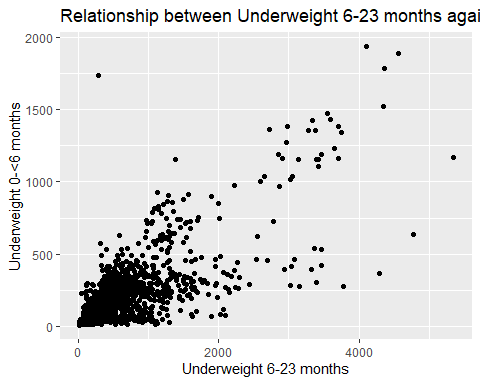 Relationship between Underweight 6-23 months agai
2000
1500
1000
500
0
Underweight 0-<6 months
0 2000 4000
Underweight 6-23 months